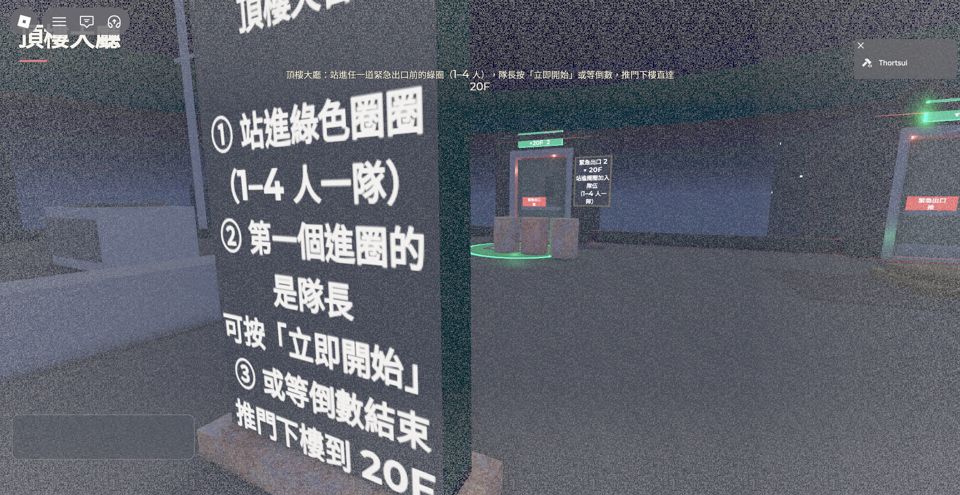 頂樓大廳
頂樓大廳：站進任一道緊急出口前的綠圈（1–4 人），隊長按「立即開始」或等倒數，推門下樓直達
20F
Thortsui
① 站進綠色圈圈
（1–4 人一隊）
② 第一個進圈的
是隊長
可按「立即開始」
③ 或等倒數結束
推門下樓到 20F
緊急出口 2
站進圈圈加入
隊伍
（1–4 人一
隊）
緊急出口